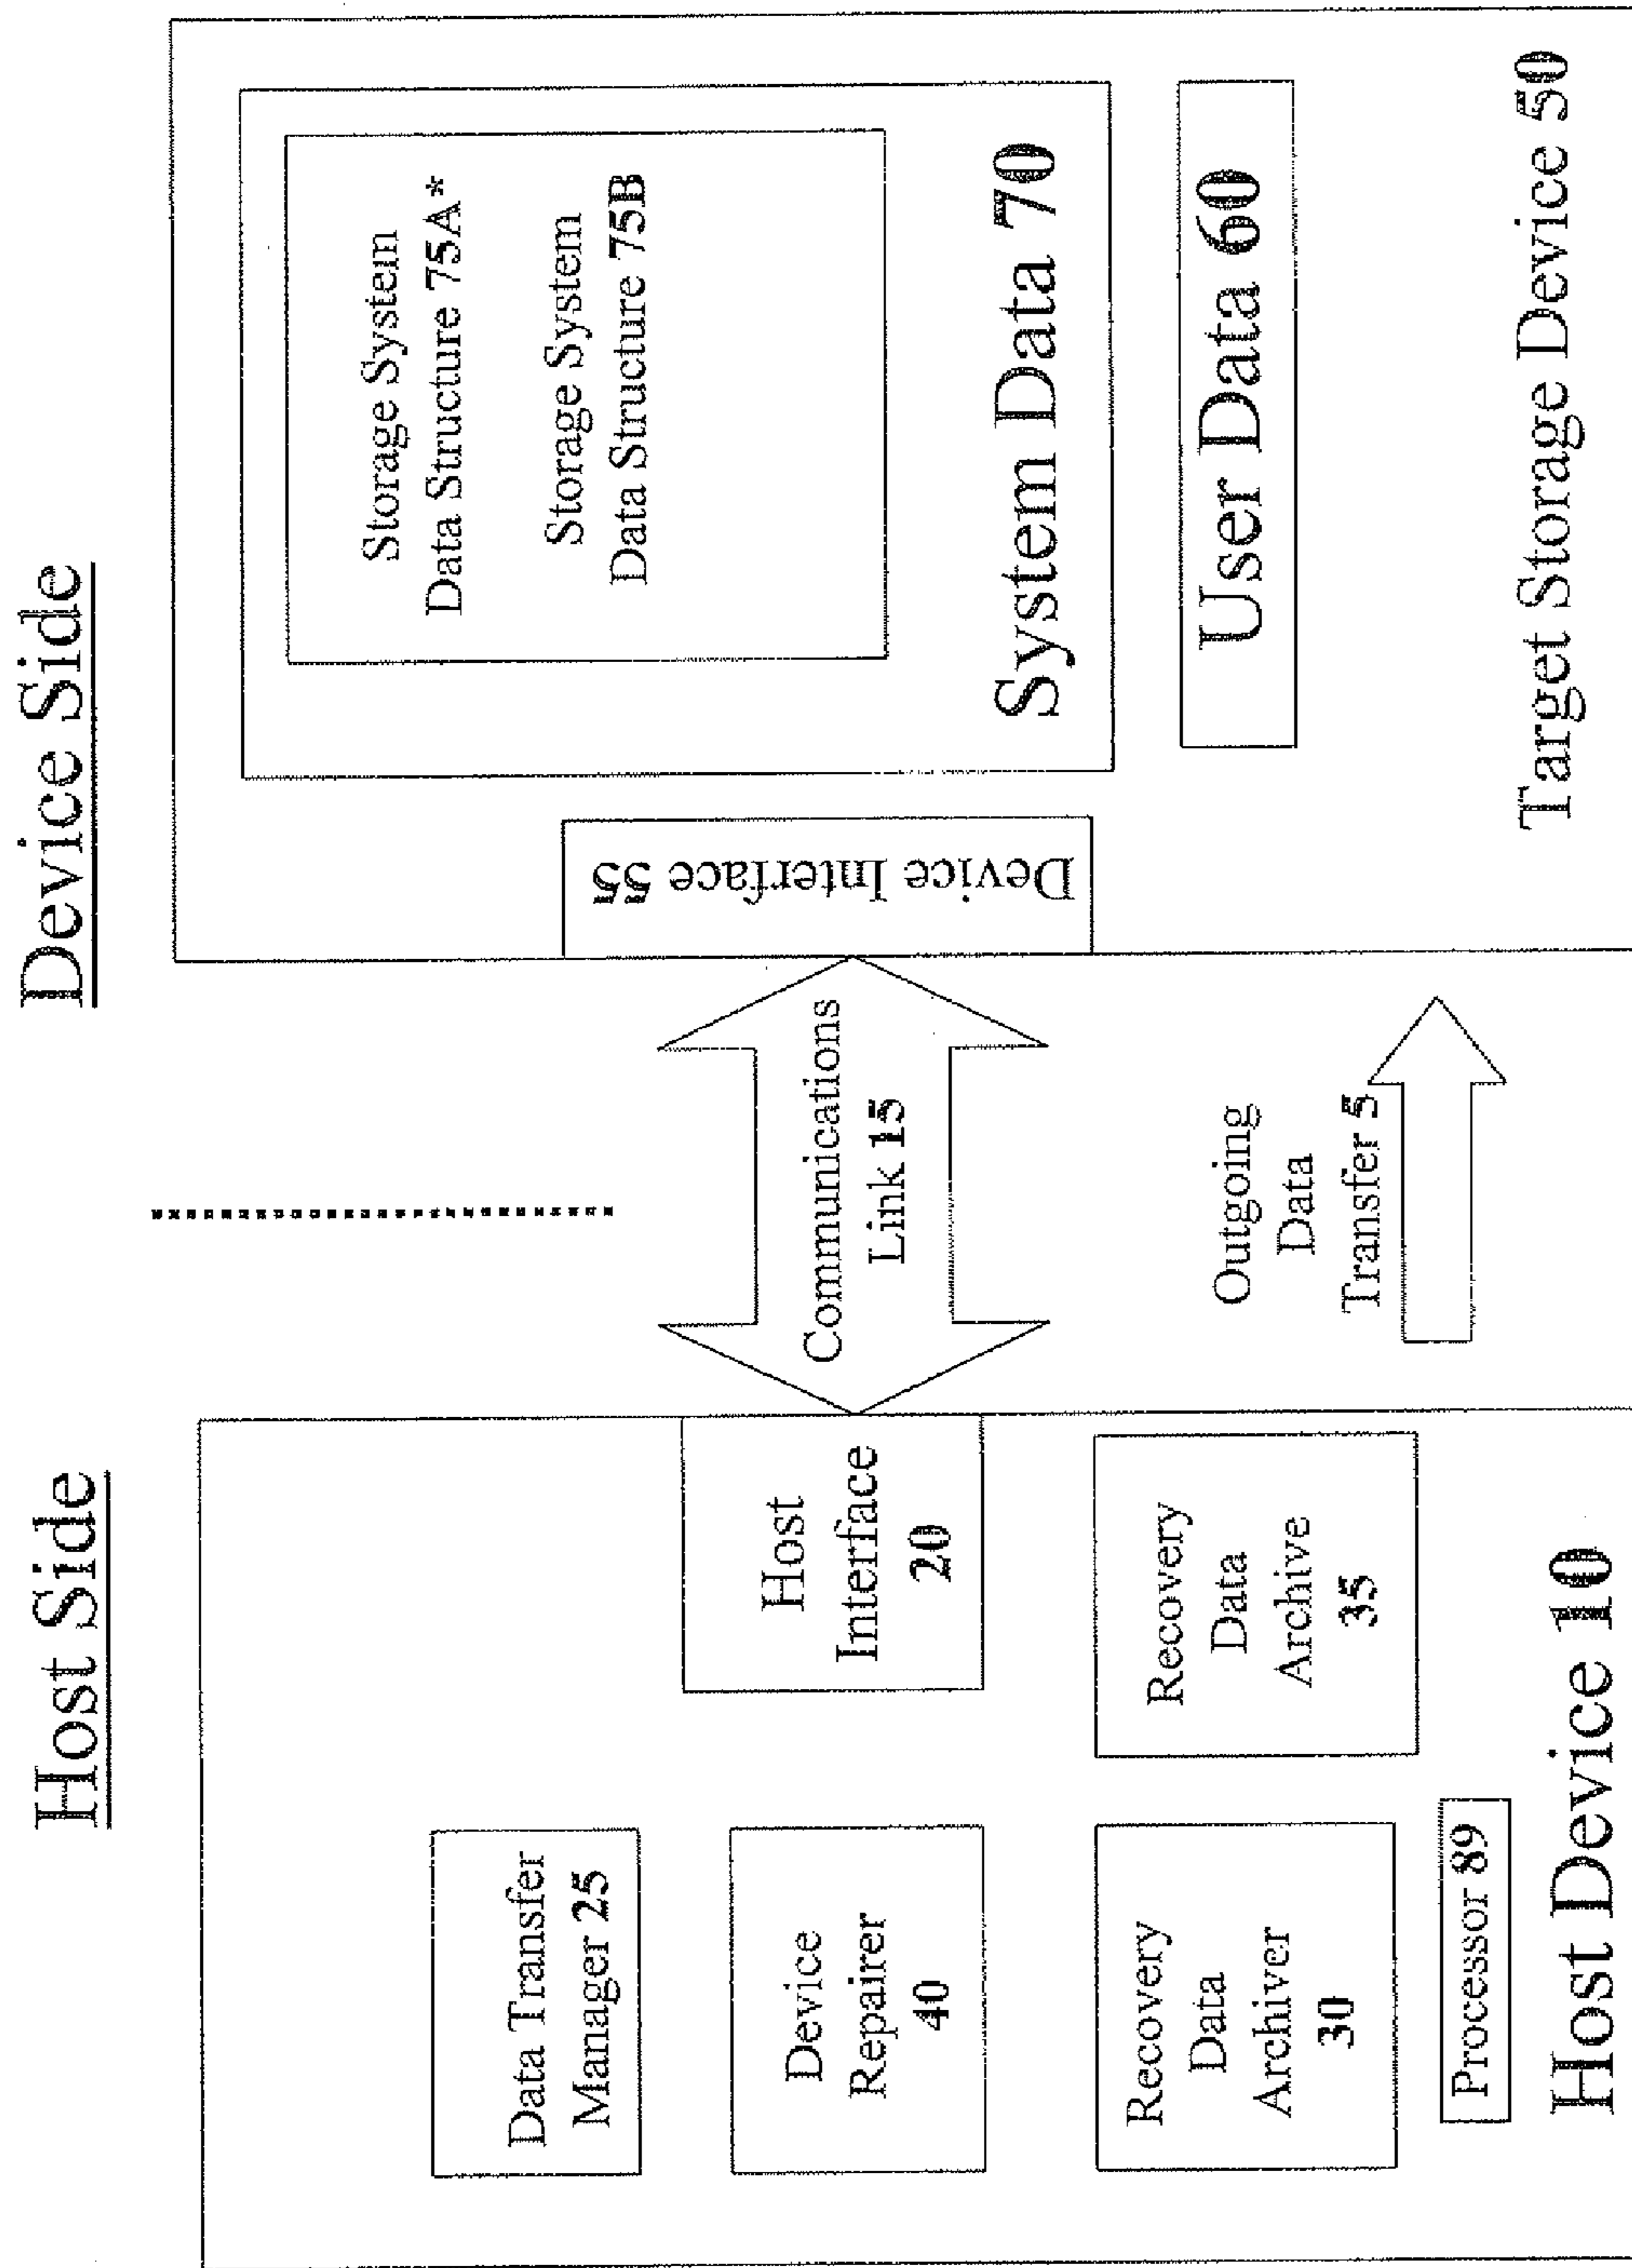 Host Side
Data Transfer
Manager 25
Device
Repairer
40
Host
Interface
20
Recovery
Data
Archiver
30
Recovery
Data
Archive
35
Processor 89
Host Device 10
Communications
Link 15
Outgoing
Data
Transfer 5
Device Side
Device Interface 55
Storage System
Data Structure 75A*
Storage System
Data Structure 75B
System Data 70
User Data 60
Target Storage Device 50